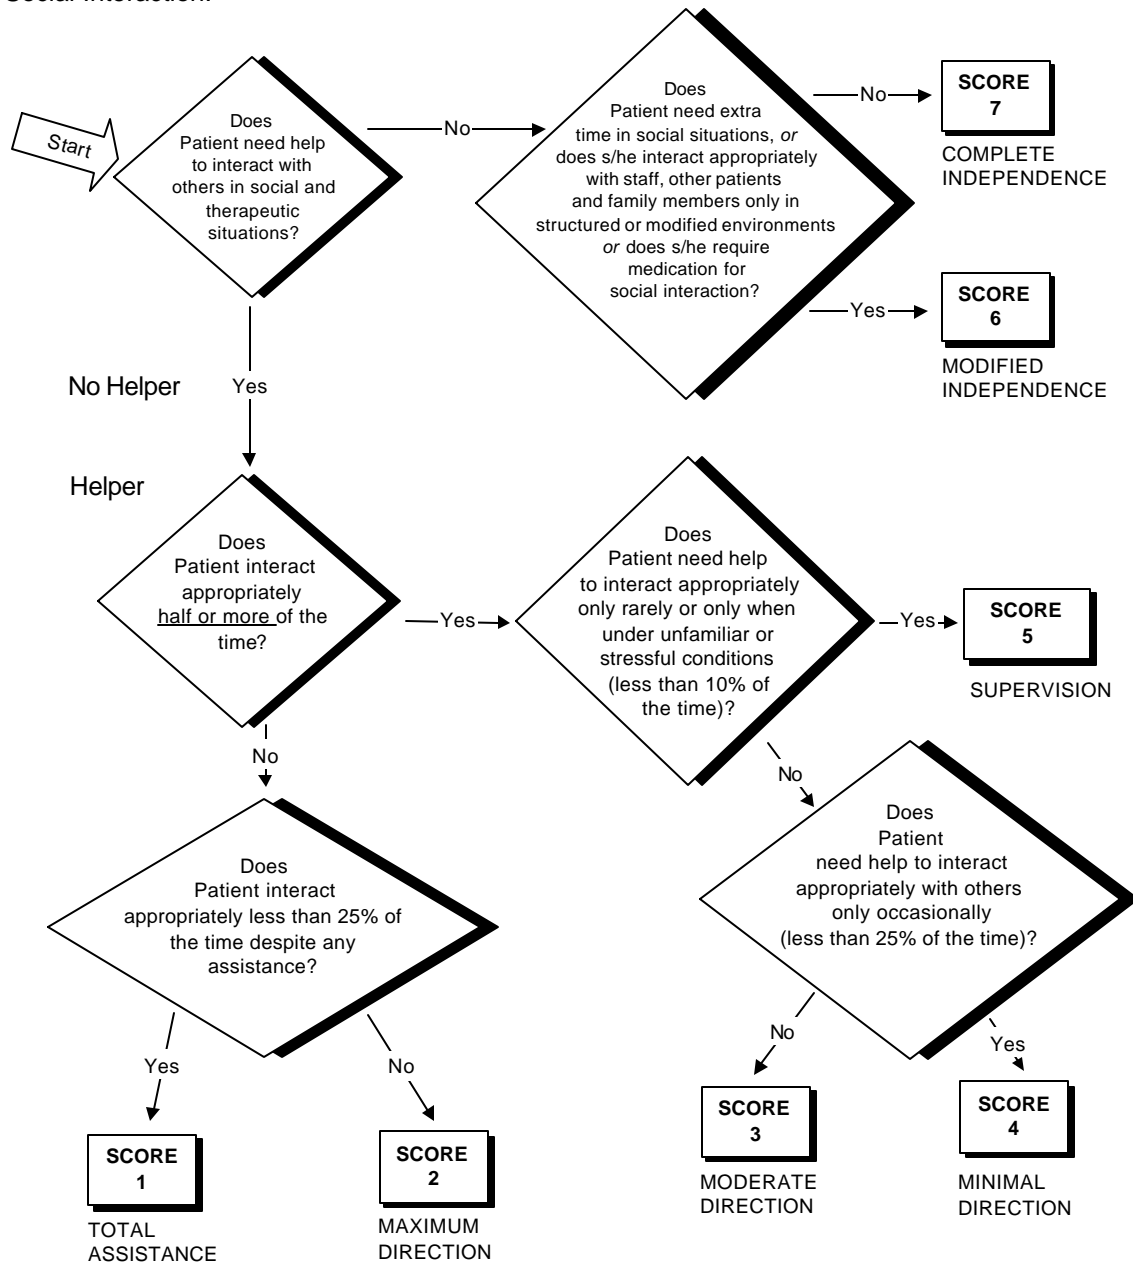 Social Interaction.
Start
Does
Patient need help
to interact with
others in social and
therapeutic
situations?
No
Does
Patient need extra
time in social situations, or
does s/he interact appropriately
with staff, other patients
and family members only in
structured or modified environments
or does s/he require
medication for
social interaction?
No
SCORE
7
COMPLETE
INDEPENDENCE
Yes
SCORE
6
MODIFIED
INDEPENDENCE
No Helper
Yes
Helper
Does
Patient interact
appropriately
half or more of the
time?
Yes
Does
Patient need help
to interact appropriately
only rarely or only when
under unfamiliar or
stressful conditions
(less than 10% of
the time)?
Yes
SCORE
5
SUPERVISION
No
No
Does
Patient interact
appropriately less than 25% of
the time despite any
assistance?
Does
Patient
need help to interact
appropriately with others
only occasionally
(less than 25% of the time)?
Yes
No
No
Yes
SCORE
1
TOTAL
ASSISTANCE
SCORE
2
MAXIMUM
DIRECTION
SCORE
3
MODERATE
DIRECTION
SCORE
4
MINIMAL
DIRECTION